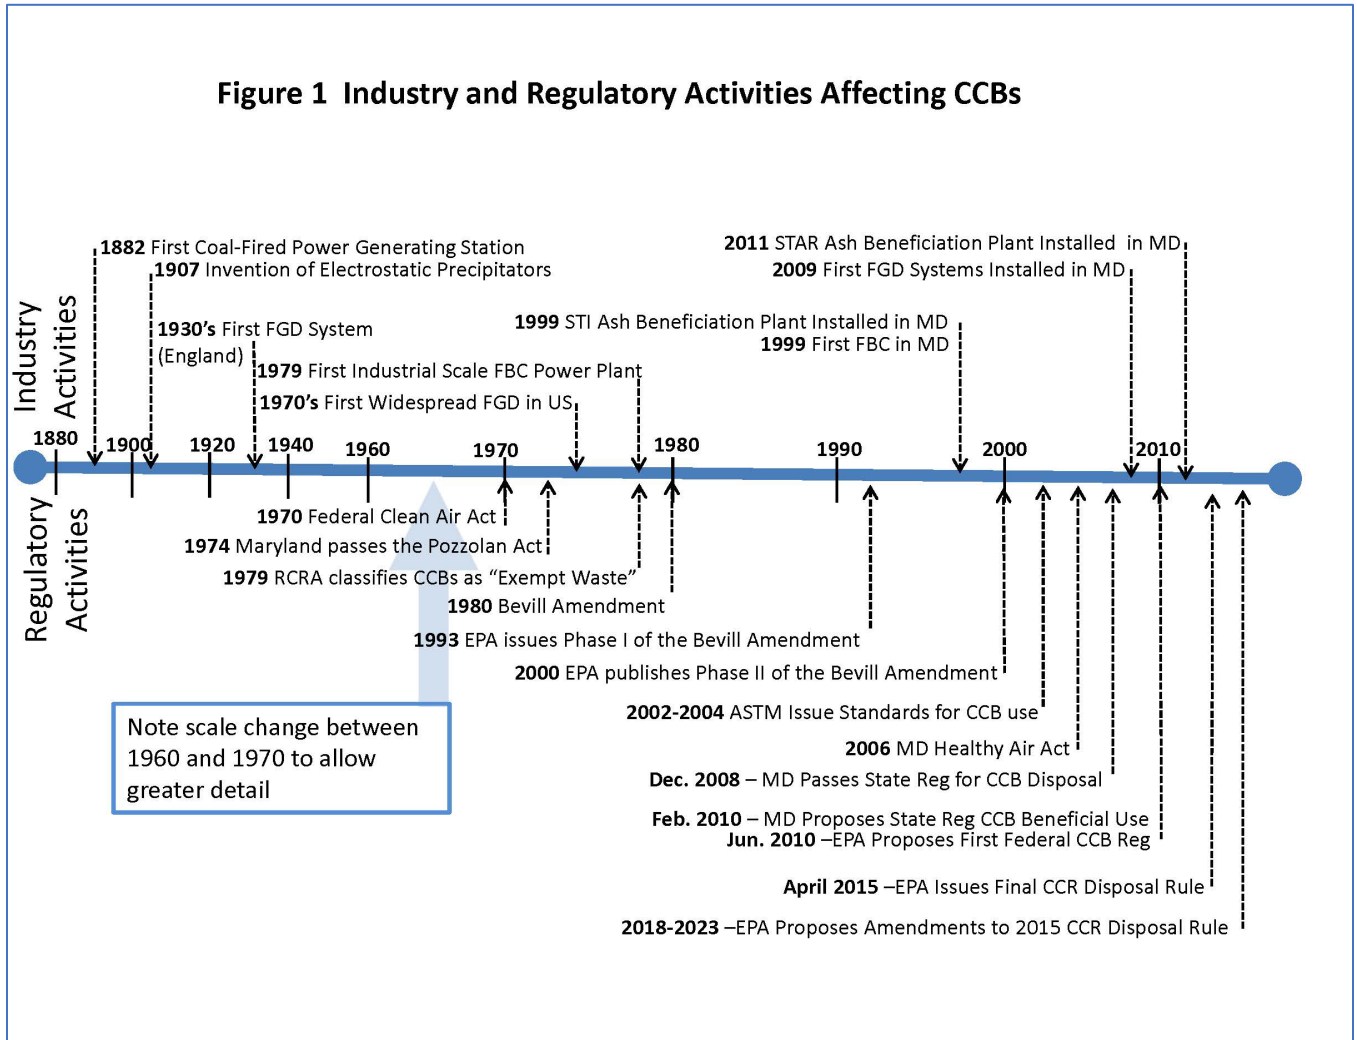 Figure 1  Industry and Regulatory Activities Affecting CCBs
1882 First Coal-Fired Power Generating Station
1907 Invention of Electrostatic Precipitators
1930’s First FGD System
(England)
1979 First Industrial Scale FBC Power Plant
1970’s First Widespread FGD in US
1999 STI Ash Beneficiation Plant Installed in MD
1999 First FBC in MD
2011 STAR Ash Beneficiation Plant Installed  in MD
2009 First FGD Systems Installed in MD
Industry
Activities
1880
1900
1920
1940
1960
1970
1980
1990
2000
2010
Regulatory
Activities
1970 Federal Clean Air Act
1974 Maryland passes the Pozzolan Act
1979 RCRA classifies CCBs as “Exempt Waste”
1980 Bevill Amendment
1993 EPA issues Phase I of the Bevill Amendment
2000 EPA publishes Phase II of the Bevill Amendment
2002-2004 ASTM Issue Standards for CCB use
2006 MD Healthy Air Act
Dec. 2008 – MD Passes State Reg for CCB Disposal
Feb. 2010 – MD Proposes State Reg CCB Beneficial Use
Jun. 2010 –EPA Proposes First Federal CCB Reg
April 2015 –EPA Issues Final CCR Disposal Rule
2018-2023 –EPA Proposes Amendments to 2015 CCR Disposal Rule
Note scale change between
1960 and 1970 to allow
greater detail